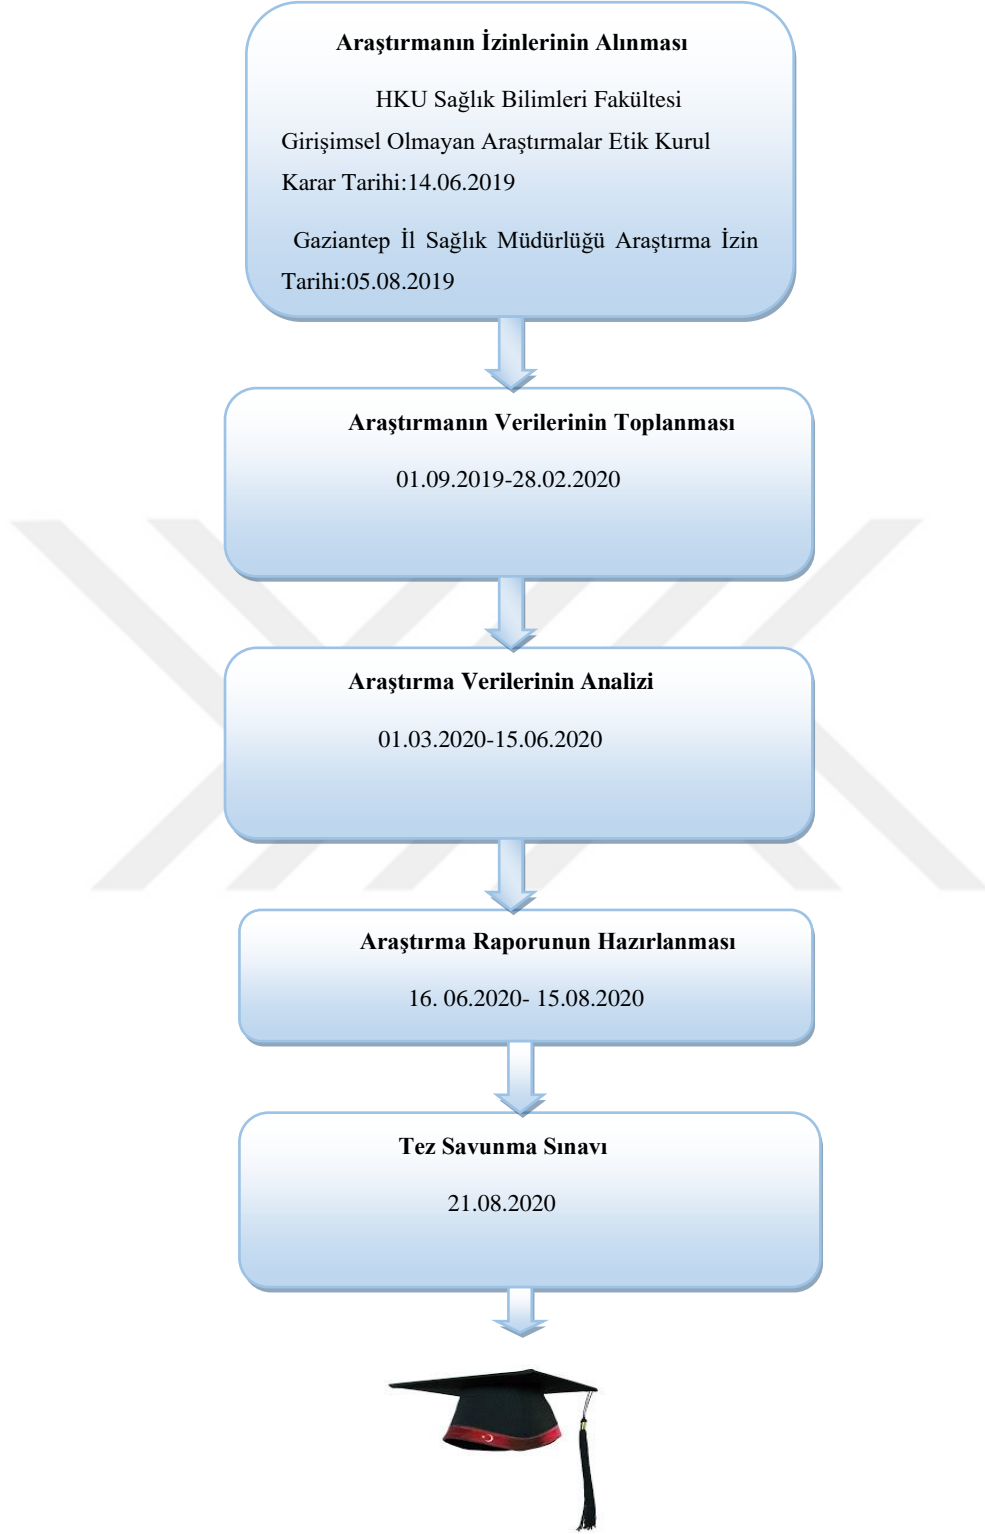 Araştırmanın İzinlerinin Alınması
HKU Sağlık Bilimleri Fakültesi
Girişimsel Olmayan Araştırmalar Etik Kurul
Karar Tarihi:14.06.2019
Gaziantep İl Sağlık Müdürlüğü Araştırma İzin
Tarihi:05.08.2019
Araştırmanın Verilerinin Toplanması
01.09.2019-28.02.2020
Araştırma Verilerinin Analizi
01.03.2020-15.06.2020
Araştırma Raporunun Hazırlanması
16. 06.2020- 15.08.2020
Tez Savunma Sınavı
21.08.2020